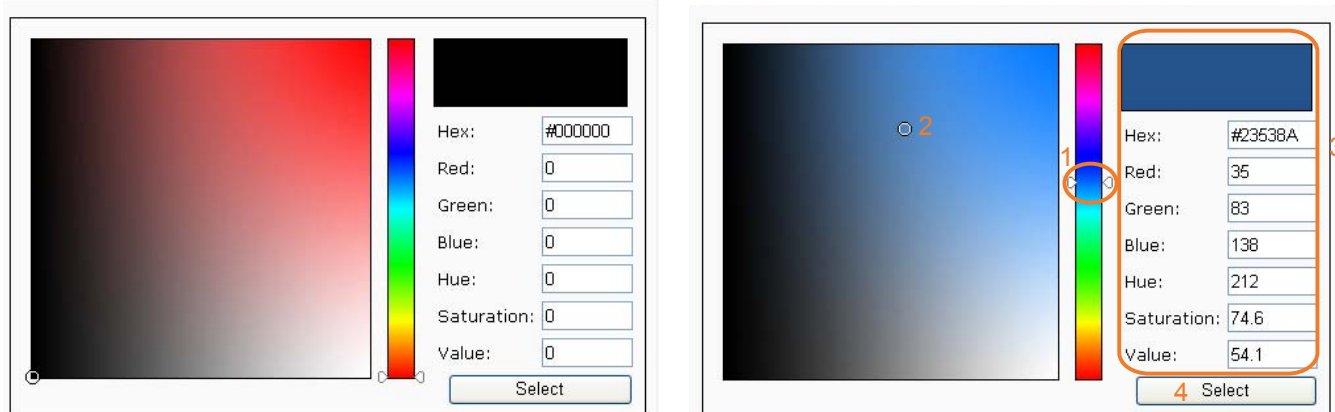 Hex: #000000
Red: 0
Green: 0
Blue: 0
Hue: 0
Saturation: 0
Value: 0
Select
2
1
Hex: #23538A
Red: 35
Green: 83
Blue: 138
Hue: 212
Saturation: 74.6
Value: 54.1
4 Select